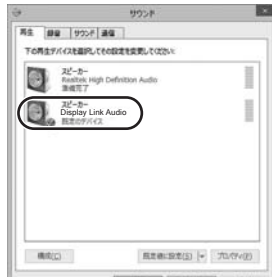 サウンド
再生 録音 サウンド 通信
下の再生デバイスを選択してその設定を変更してください:
スピーカー
Realtek High Definition Audio
準備完了
スピーカー
Display Link Audio
既定のデバイス
構成(C) 既定値に設定(S) プロパティ(P)